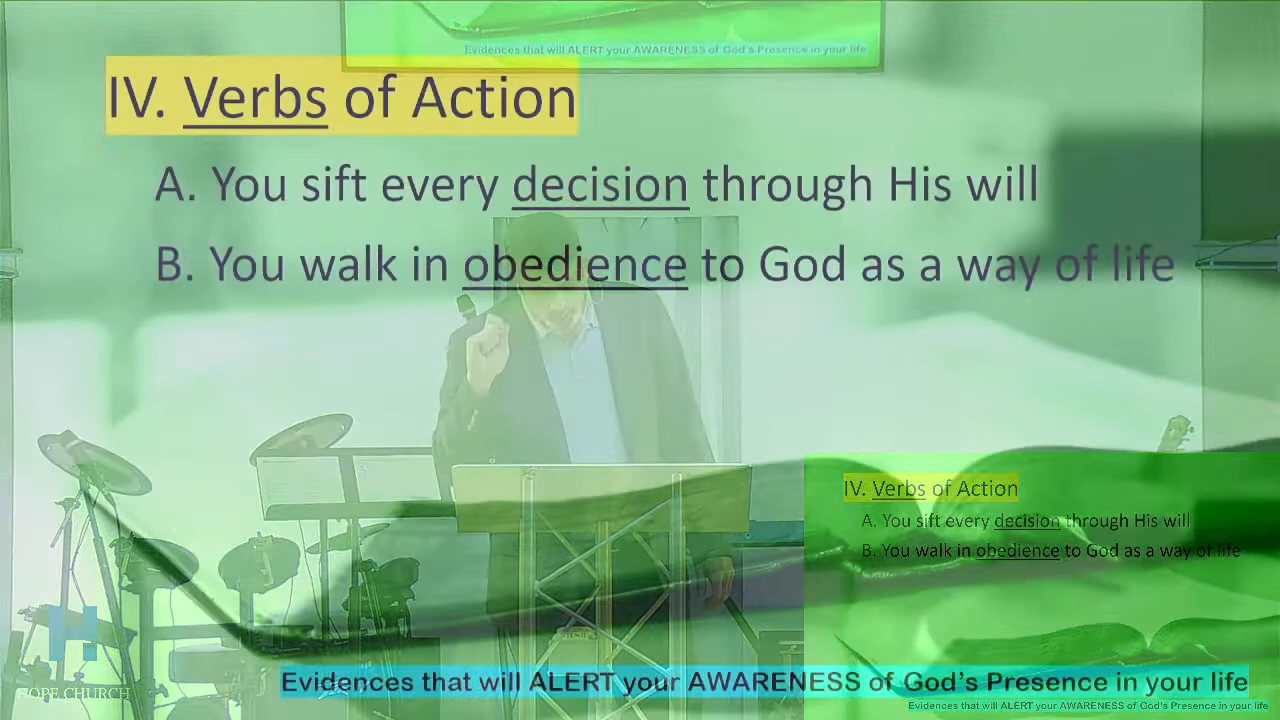 Evidences that will ALERT your AWARENESS of God's Presence in your life
IV. Verbs of Action
A. You sift every decision through His will
B. You walk in obedience to God as a way of life
IV. Verbs of Action
A. You sift every decision through His will
B. You walk in obedience to God as a way of life
HOPE.CHURCH
Evidences that will ALERT your AWARENESS of God's Presence in your life
Evidences that will ALERT your AWARENESS of God's Presence in your life